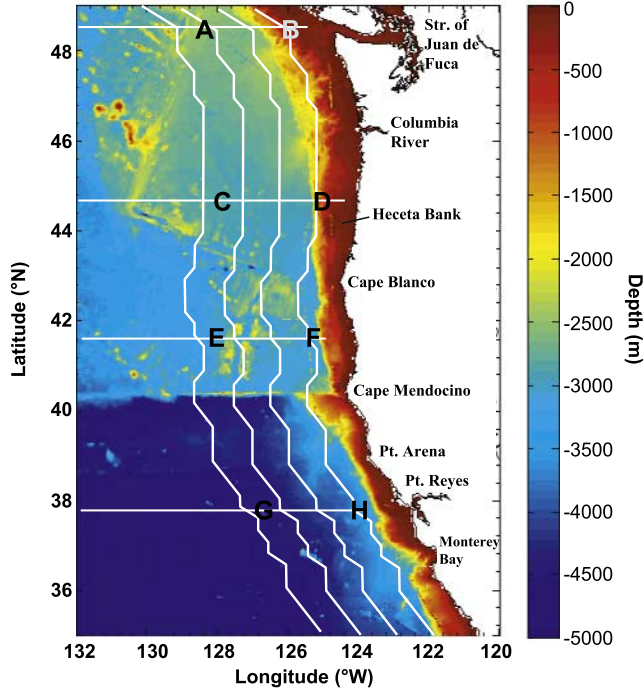 48
46
44
42
40
38
36
Latitude (°N)
132
130
128
126
124
122
120
Longitude (°W)
A
B
C
D
E
F
G
H
Str. of
Juan de
Fuca
Columbia
River
Heceta Bank
Cape Blanco
Cape Mendocino
Pt. Arena
Pt. Reyes
Monterey
Bay
0
-500
-1000
-1500
-2000
-2500
-3000
-3500
-4000
-4500
-5000
Depth (m)